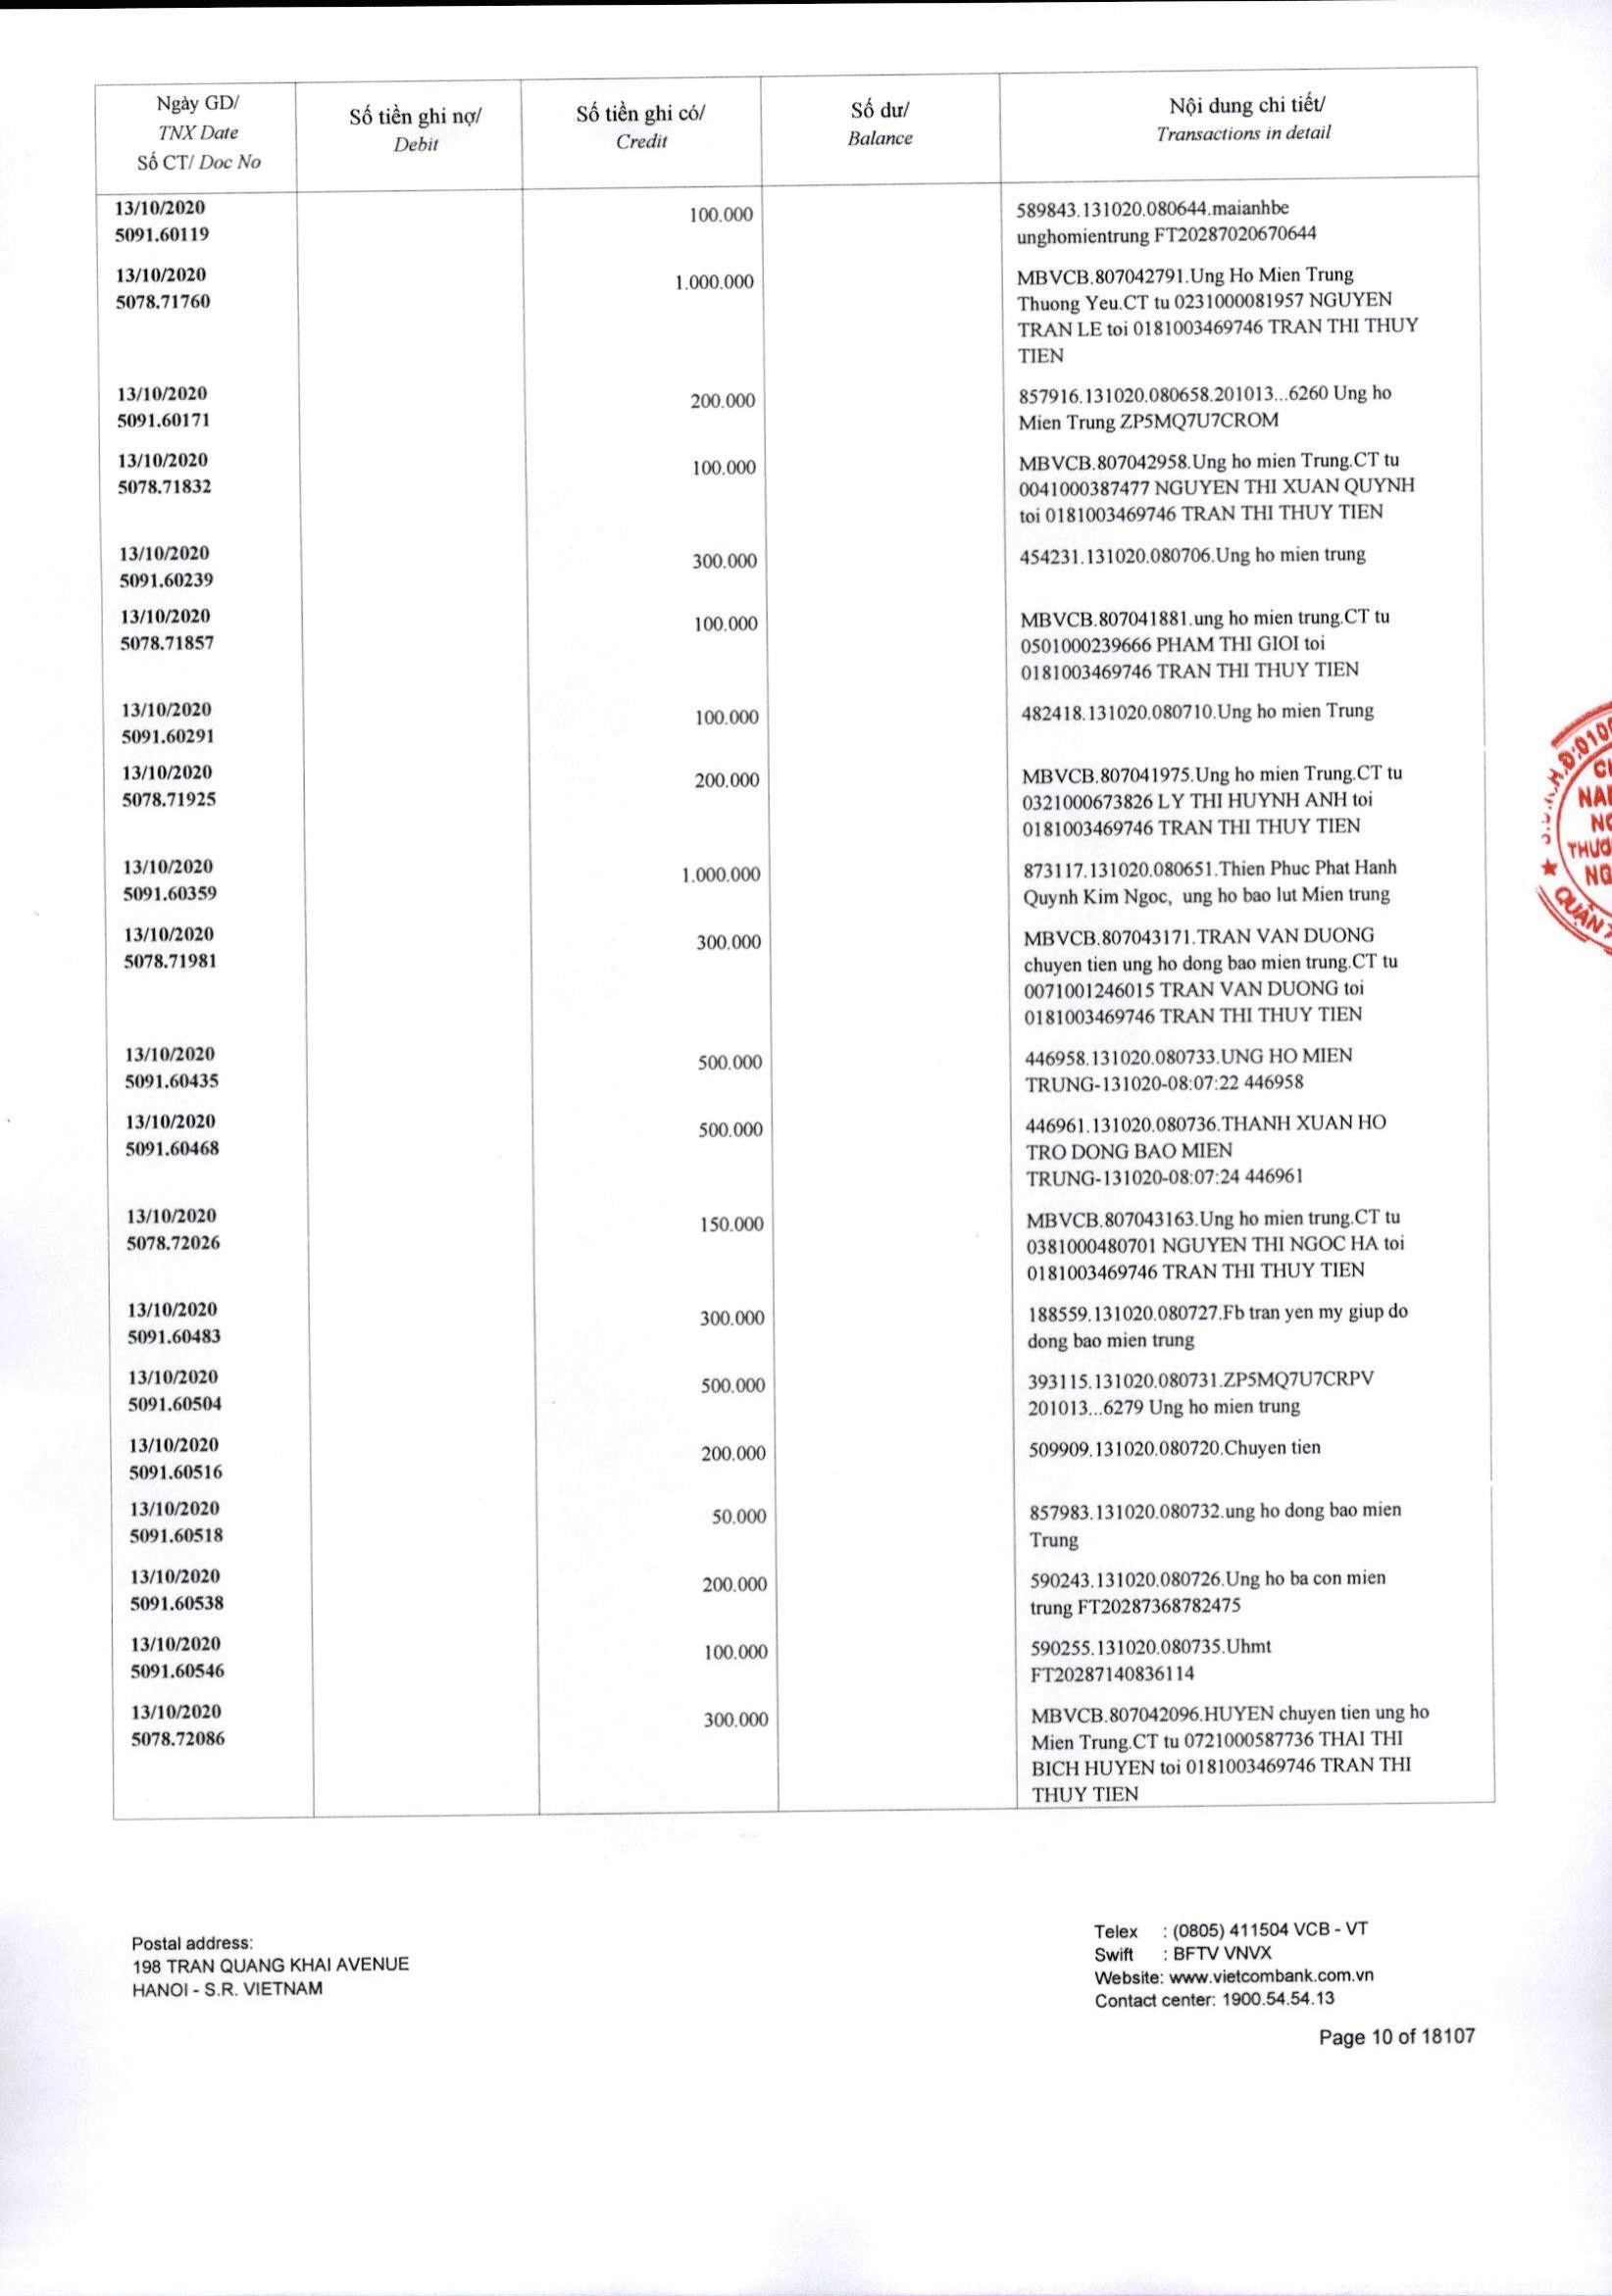 Ngày GD/
TNX Date
Số CT/ Doc No
Số tiền ghi nợ/
Debit
Số tiền ghi có/
Credit
Số dư/
Balance
Nội dung chi tiết/
Transactions in detail
13/10/2020
5091.60119
100.000
589843.131020.080644.maianhbe
unghomientrung FT20287020670644
13/10/2020
5078.71760
1.000.000
MBVCB.807042791.Ung Ho Mien Trung
Thuong Yeu.CT tu 0231000081957 NGUYEN
TRAN LE toi 0181003469746 TRAN THI THUY
TIEN
13/10/2020
5091.60171
200.000
857916.131020.080658.201013...6260 Ung ho
Mien Trung ZP5MQ7U7CROM
13/10/2020
5078.71832
100.000
MBVCB.807042958.Ung ho mien Trung.CT tu
0041000387477 NGUYEN THI XUAN QUYNH
toi 0181003469746 TRAN THI THUY TIEN
13/10/2020
5091.60239
300.000
454231.131020.080706.Ung ho mien trung
13/10/2020
5078.71857
100.000
MBVCB.807041881.ung ho mien trung.CT tu
0501000239666 PHAM THI GIOI toi
0181003469746 TRAN THI THUY TIEN
13/10/2020
5091.60291
100.000
482418.131020.080710.Ung ho mien Trung
13/10/2020
5078.71925
200.000
MBVCB.807041975.Ung ho mien Trung.CT tu
0321000673826 LY THI HUYNH ANH toi
0181003469746 TRAN THI THUY TIEN
13/10/2020
5091.60359
1.000.000
873117.131020.080651.Thien Phuc Phat Hanh
Quynh Kim Ngoc, ung ho bao lut Mien trung
13/10/2020
5078.71981
300.000
MBVCB.807043171.TRAN VAN DUONG
chuyen tien ung ho dong bao mien trung.CT tu
0071001246015 TRAN VAN DUONG toi
0181003469746 TRAN THI THUY TIEN
13/10/2020
5091.60435
500.000
446958.131020.080733.UNG HO MIEN
TRUNG-131020-08:07:22 446958
13/10/2020
5091.60468
500.000
446961.131020.080736.THANH XUAN HO
TRO DONG BAO MIEN
TRUNG-131020-08:07:24 446961
13/10/2020
5078.72026
150.000
MBVCB.807043163.Ung ho mien trung.CT tu
0381000480701 NGUYEN THI NGOC HA toi
0181003469746 TRAN THI THUY TIEN
13/10/2020
5091.60483
300.000
188559.131020.080727.Fb tran yen my giup do
dong bao mien trung
13/10/2020
5091.60504
500.000
393115.131020.080731.ZP5MQ7U7CRPV
201013...6279 Ung ho mien trung
13/10/2020
5091.60516
200.000
509909.131020.080720.Chuyen tien
13/10/2020
5091.60518
50.000
857983.131020.080732.ung ho dong bao mien
Trung
13/10/2020
5091.60538
200.000
590243.131020.080726.Ung ho ba con mien
trung FT20287368782475
13/10/2020
5091.60546
100.000
590255.131020.080735.Uhmt
FT20287140836114
13/10/2020
5078.72086
300.000
MBVCB.807042096.HUYEN chuyen tien ung ho
Mien Trung.CT tu 0721000587736 THAI THI
BICH HUYEN toi 0181003469746 TRAN THI
THUY TIEN
QUẬN
Postal address:
198 TRAN QUANG KHAI AVENUE
HANOI - S.R. VIETNAM
Telex : (0805) 411504 VCB - VT
Swift : BFTV VNVX
Website: www.vietcombank.com.vn
Contact center: 1900.54.54.13
Page 10 of 18107